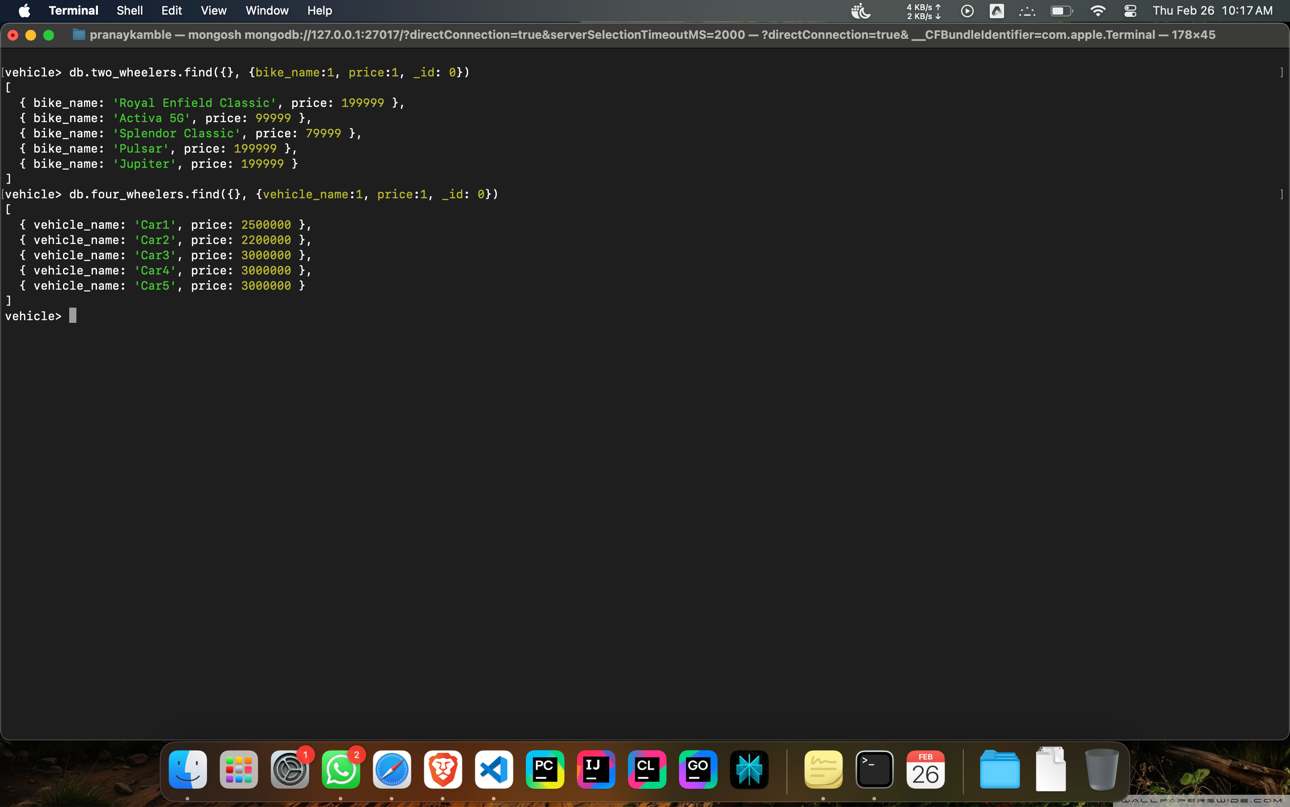 Terminal Shell Edit View Window Help 4 KB/s ↑ Thu Feb 26 10:17 AM
2 KB/s ↓
pranaykamble — mongosh mongodb://127.0.0.1:27017/?directConnection=true&serverSelectionTimeoutMS=2000 — ?directConnection=true& __CFBundleIdentifier=com.apple.Terminal — 178×45
[vehicle> db.two_wheelers.find({}, {bike_name:1, price:1, _id: 0}) ]
[
{ bike_name: 'Royal Enfield Classic', price: 199999 },
{ bike_name: 'Activa 5G', price: 99999 },
{ bike_name: 'Splendor Classic', price: 79999 },
{ bike_name: 'Pulsar', price: 199999 },
{ bike_name: 'Jupiter', price: 199999 }
]
[vehicle> db.four_wheelers.find({}, {vehicle_name:1, price:1, _id: 0}) ]
[
{ vehicle_name: 'Car1', price: 2500000 },
{ vehicle_name: 'Car2', price: 2200000 },
{ vehicle_name: 'Car3', price: 3000000 },
{ vehicle_name: 'Car4', price: 3000000 },
{ vehicle_name: 'Car5', price: 3000000 }
]
vehicle>
1 2 PC IJ CL GO >_ FEB
26
WALLPAPERSWIDE.COM